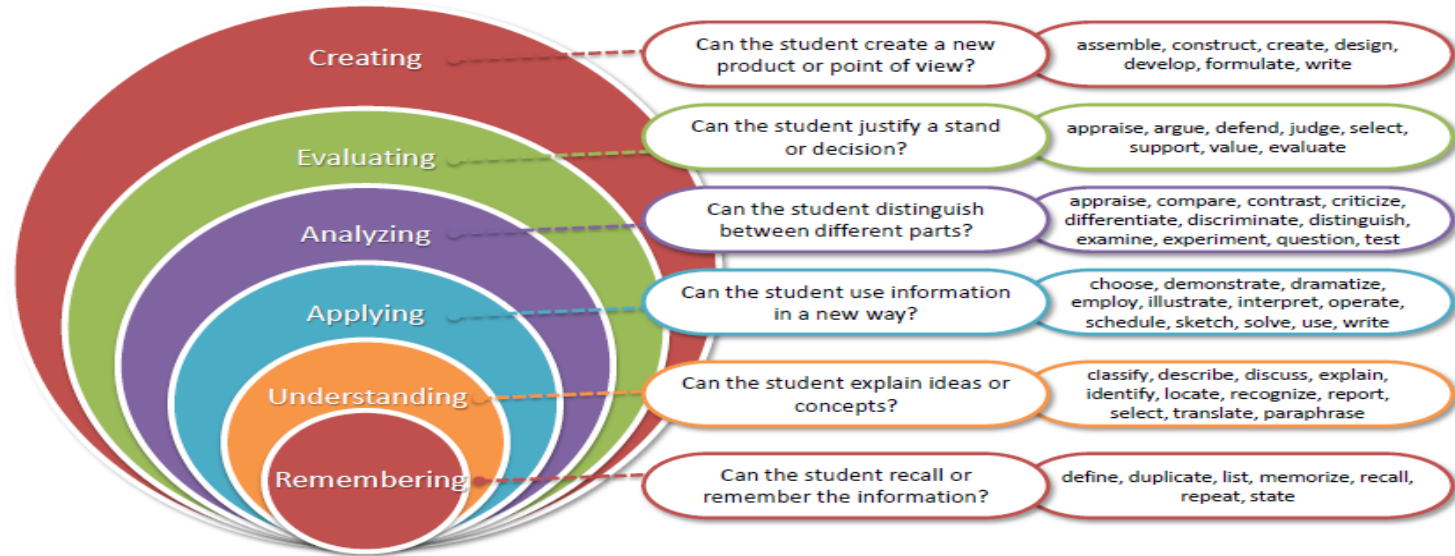 Creating
Can the student create a new
product or point of view?
assemble, construct, create, design,
develop, formulate, write
Evaluating
Can the student justify a stand
or decision?
appraise, argue, defend, judge, select,
support, value, evaluate
Analyzing
Can the student distinguish
between different parts?
appraise, compare, contrast, criticize,
differentiate, discriminate, distinguish,
examine, experiment, question, test
Applying
Can the student use information
in a new way?
choose, demonstrate, dramatize,
employ, illustrate, interpret, operate,
schedule, sketch, solve, use, write
Understanding
Can the student explain ideas or
concepts?
classify, describe, discuss, explain,
identify, locate, recognize, report,
select, translate, paraphrase
Remembering
Can the student recall or
remember the information?
define, duplicate, list, memorize, recall,
repeat, state